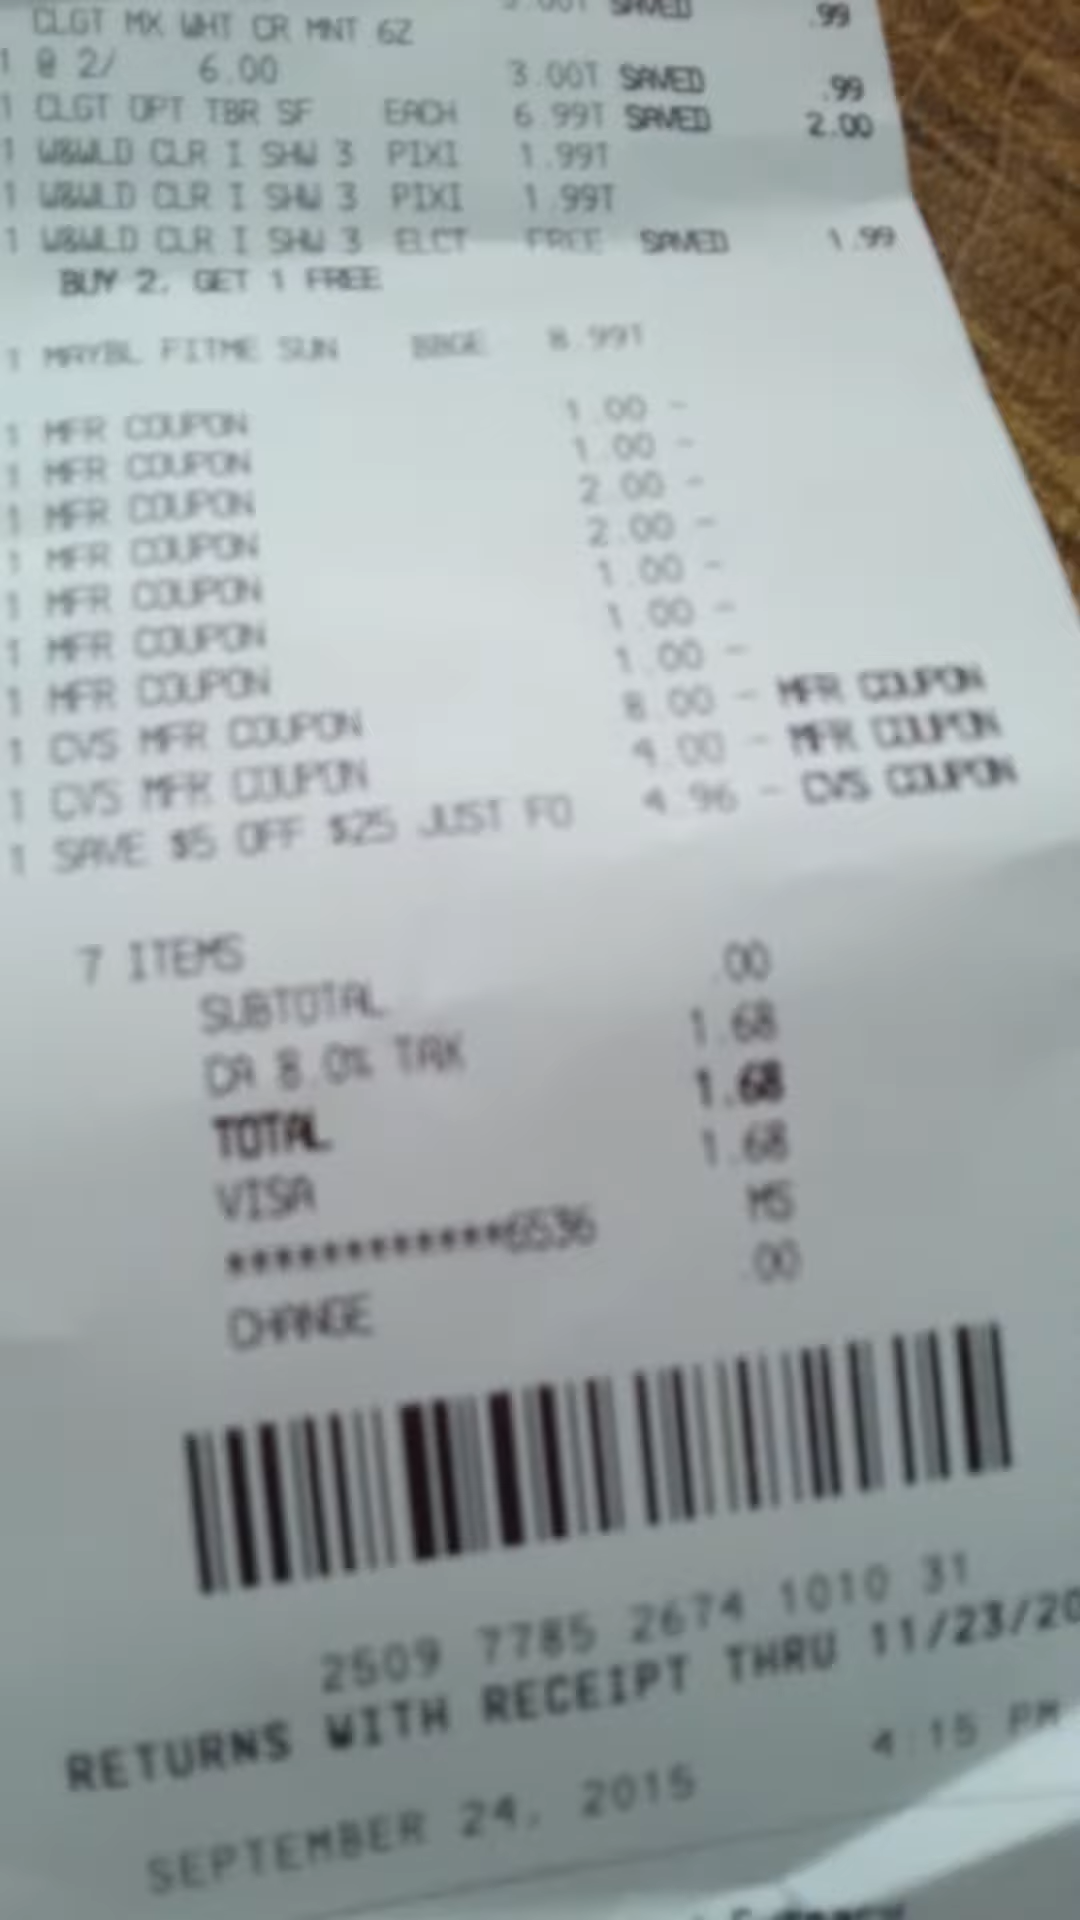 3.00T SAVED .99
CLGT MX WHT CR MNT 6Z
1 @ 2/ 6.00 3.00T SAVED .99
1 CLGT OPT TBR SF EACH 6.99T SAVED 2.00
1 W&WLD CLR I SHW 3 PIXI 1.99T
1 W&WLD CLR I SHW 3 PIXI 1.99T
1 W&WLD CLR I SHW 3 ELCT FREE SAVED 1.99
BUY 2, GET 1 FREE
1 MAYBL FITME SUN BBGE 8.99T
1 MFR COUPON 1.00 -
1 MFR COUPON 1.00 -
1 MFR COUPON 2.00 -
1 MFR COUPON 2.00 -
1 MFR COUPON 1.00 -
1 MFR COUPON 1.00 -
1 MFR COUPON 1.00 -
1 CVS MFR COUPON 8.00 - MFR COUPON
1 CVS MFR COUPON 4.00 - MFR COUPON
1 SAVE $5 OFF $25 JUST FO 4.96 - CVS COUPON
7 ITEMS
SUBTOTAL .00
DA 8.0% TAX 1.68
TOTAL 1.68
VISA 1.68
************6536 MS
CHANGE .00
2509 7785 2674 1010 31
RETURNS WITH RECEIPT THRU 11/23/20
SEPTEMBER 24, 2015 4:15 PM